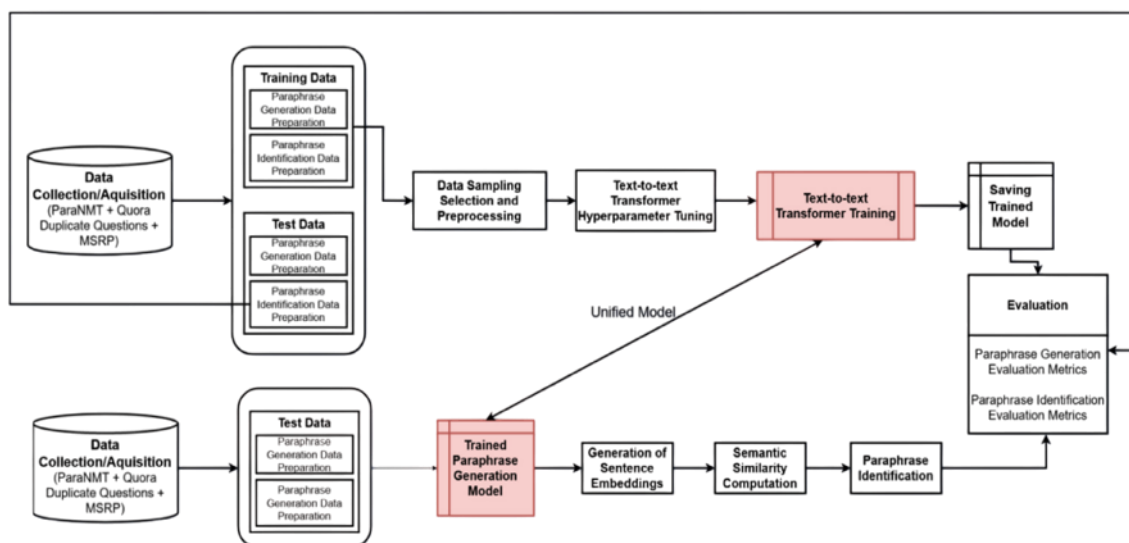 Training Data
Paraphrase
Generation Data
Preparation
Paraphrase
Identification Data
Preparation
Data
Collection/Aquisition
(ParaNMT + Quora
Duplicate Questions +
MSRP)
Test Data
Paraphrase
Generation Data
Preparation
Paraphrase
Identification Data
Preparation
Data Sampling
Selection and
Preprocessing
Text-to-text
Transformer
Hyperparameter Tuning
Text-to-text
Transformer Training
Saving
Trained
Model
Unified Model
Evaluation
Paraphrase Generation
Evaluation Metrics
Paraphrase Identification
Evaluation Metrics
Data
Collection/Aquisition
(ParaNMT + Quora
Duplicate Questions +
MSRP)
Test Data
Paraphrase
Generation Data
Preparation
Paraphrase
Generation Data
Preparation
Trained
Paraphrase
Generation
Model
Generation of
Sentence
Embeddings
Semantic
Similarity
Computation
Paraphrase
Identification